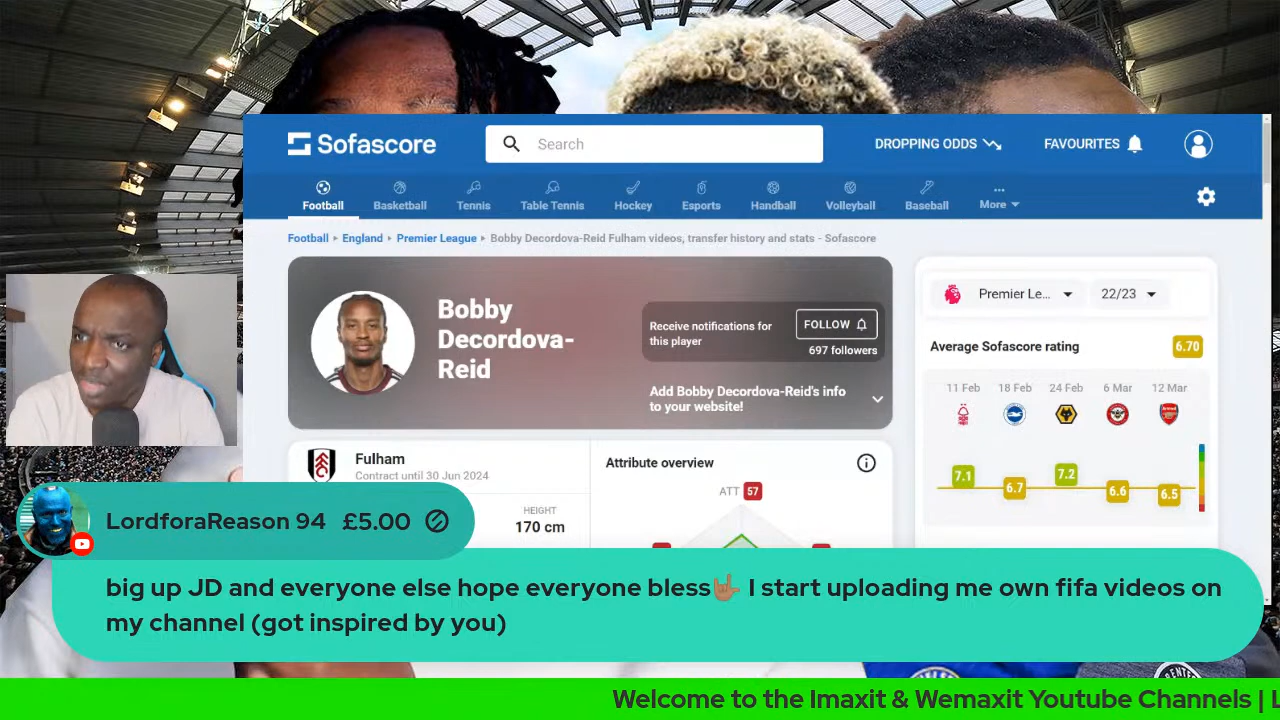 Sofascore
Search
DROPPING ODDS
FAVOURITES
Football
Basketball
Tennis
Table Tennis
Hockey
Esports
Handball
Volleyball
Baseball
More
Football ▸ England ▸ Premier League ▸ Bobby Decordova-Reid Fulham videos, transfer history and stats - Sofascore
Bobby
Decordova-
Reid
Receive notifications for
this player
FOLLOW
697 followers
Add Bobby Decordova-Reid's info
to your website!
Premier Le...
22/23
Average Sofascore rating
6.70
11 Feb 18 Feb 24 Feb 6 Mar 12 Mar
7.1 6.7 7.2 6.6 6.5
Fulham
Contract until 30 Jun 2024
HEIGHT
170 cm
Attribute overview
ATT 57
LordforaReason 94 £5.00
big up JD and everyone else hope everyone bless🤟🏽 I start uploading me own fifa videos on
my channel (got inspired by you)
Welcome to the Imaxit & Wemaxit Youtube Channels | L